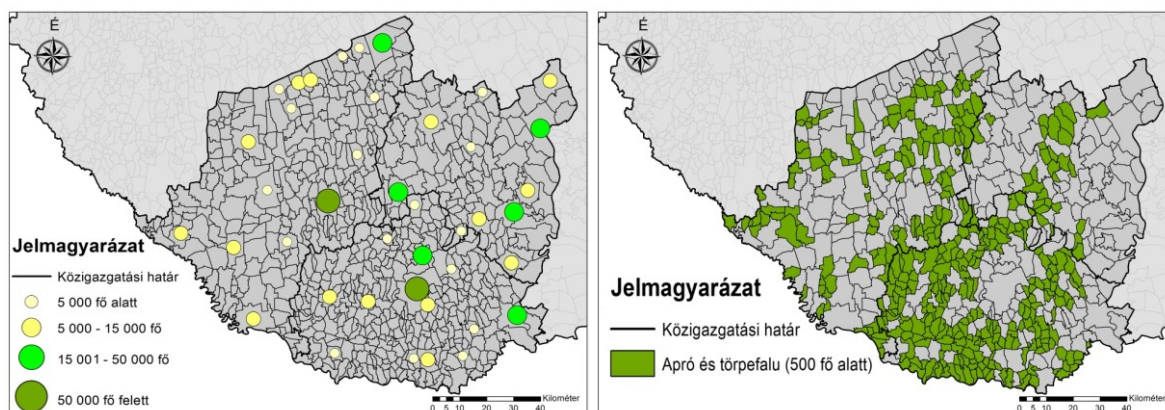 É
Jelmagyarázat
Közigazgatási határ
5 000 fő alatt
5 000 - 15 000 fő
15 001 - 50 000 fő
50 000 fő felett
Kilométer
0 5 10 20 30 40
É
Jelmagyarázat
Közigazgatási határ
Apró és törpefalu (500 fő alatt)
Kilométer
0 5 10 20 30 40